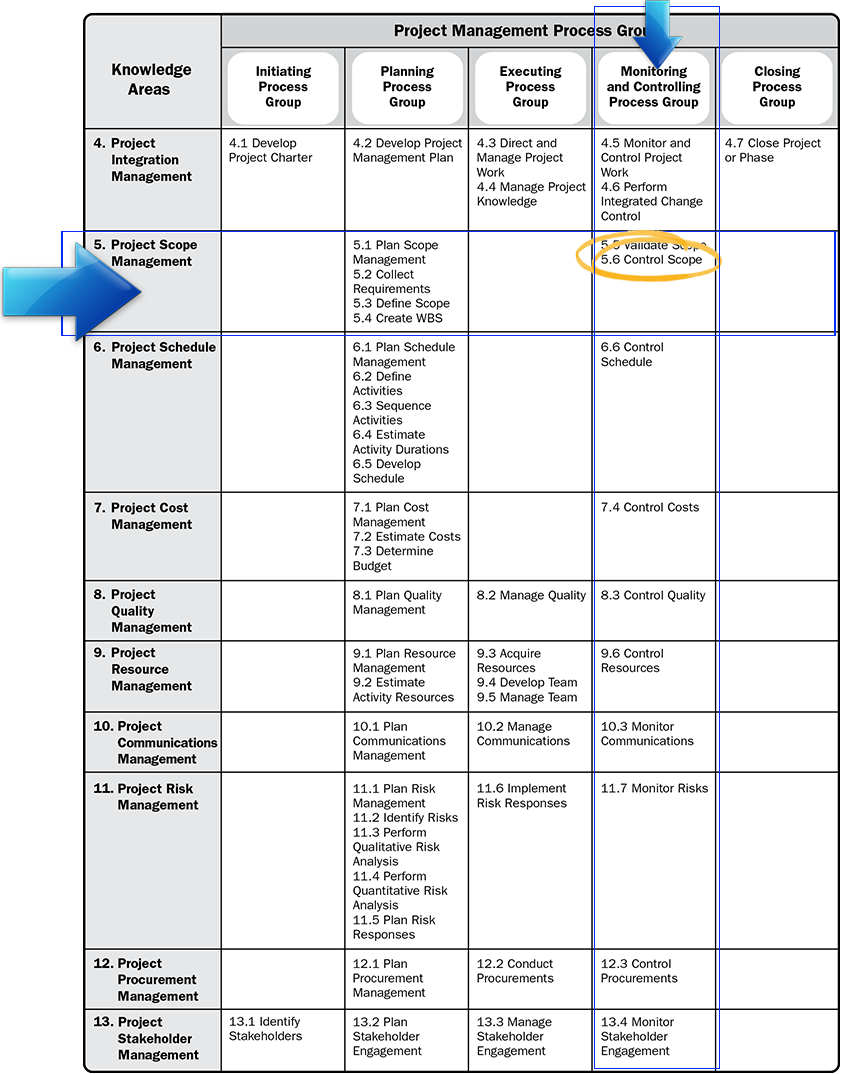 Project Management Process Grou
Knowledge
Areas
Initiating
Process
Group
Planning
Process
Group
Executing
Process
Group
Monitoring
and Controlling
Process Group
Closing
Process
Group
4. Project
Integration
Management
4.1 Develop
Project Charter
4.2 Develop Project
Management Plan
4.3 Direct and
Manage Project
Work
4.4 Manage Project
Knowledge
4.5 Monitor and
Control Project
Work
4.6 Perform
Integrated Change
Control
4.7 Close Project
or Phase
5. Project Scope
Management
5.1 Plan Scope
Management
5.2 Collect
Requirements
5.3 Define Scope
5.4 Create WBS
5.5 Validate Scope
5.6 Control Scope
6. Project Schedule
Management
6.1 Plan Schedule
Management
6.2 Define
Activities
6.3 Sequence
Activities
6.4 Estimate
Activity Durations
6.5 Develop
Schedule
6.6 Control
Schedule
7. Project Cost
Management
7.1 Plan Cost
Management
7.2 Estimate Costs
7.3 Determine
Budget
7.4 Control Costs
8. Project
Quality
Management
8.1 Plan Quality
Management
8.2 Manage Quality
8.3 Control Quality
9. Project
Resource
Management
9.1 Plan Resource
Management
9.2 Estimate
Activity Resources
9.3 Acquire
Resources
9.4 Develop Team
9.5 Manage Team
9.6 Control
Resources
10. Project
Communications
Management
10.1 Plan
Communications
Management
10.2 Manage
Communications
10.3 Monitor
Communications
11. Project Risk
Management
11.1 Plan Risk
Management
11.2 Identify Risks
11.3 Perform
Qualitative Risk
Analysis
11.4 Perform
Quantitative Risk
Analysis
11.5 Plan Risk
Responses
11.6 Implement
Risk Responses
11.7 Monitor Risks
12. Project
Procurement
Management
12.1 Plan
Procurement
Management
12.2 Conduct
Procurements
12.3 Control
Procurements
13. Project
Stakeholder
Management
13.1 Identify
Stakeholders
13.2 Plan
Stakeholder
Engagement
13.3 Manage
Stakeholder
Engagement
13.4 Monitor
Stakeholder
Engagement